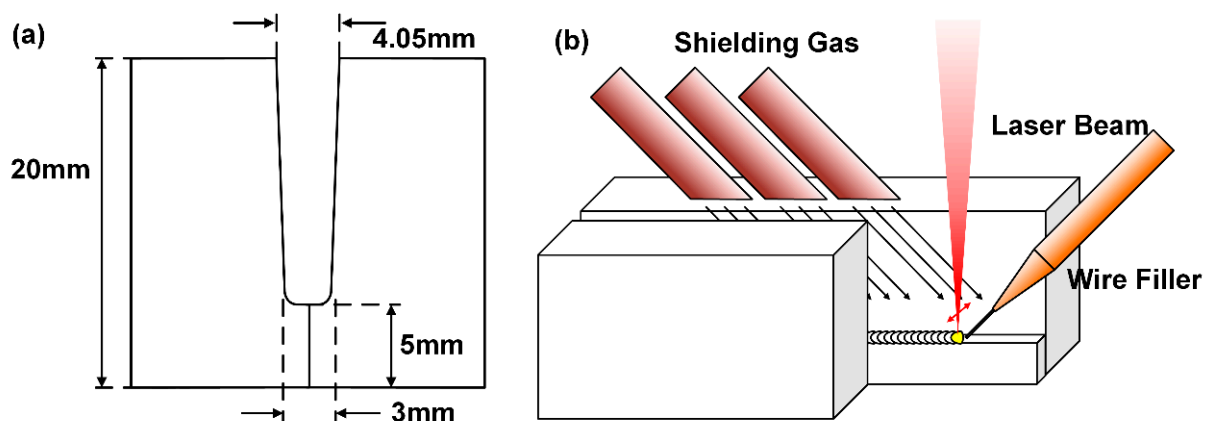 (a)
4.05mm
20mm
5mm
3mm
(b)
Shielding Gas
Laser Beam
Wire Filler